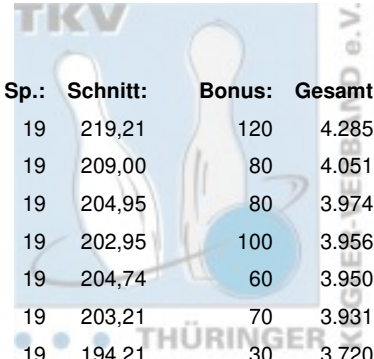 TKV
Sp.: Schnitt: Bonus: Gesamt
19 219,21 120 4.285
19 209,00 80 4.051
19 204,95 80 3.974
19 202,95 100 3.956
19 204,74 60 3.950
19 203,21 70 3.931
19 194,21 30 3.720
THÜRINGER
KEGLER-VERBAND e.V.